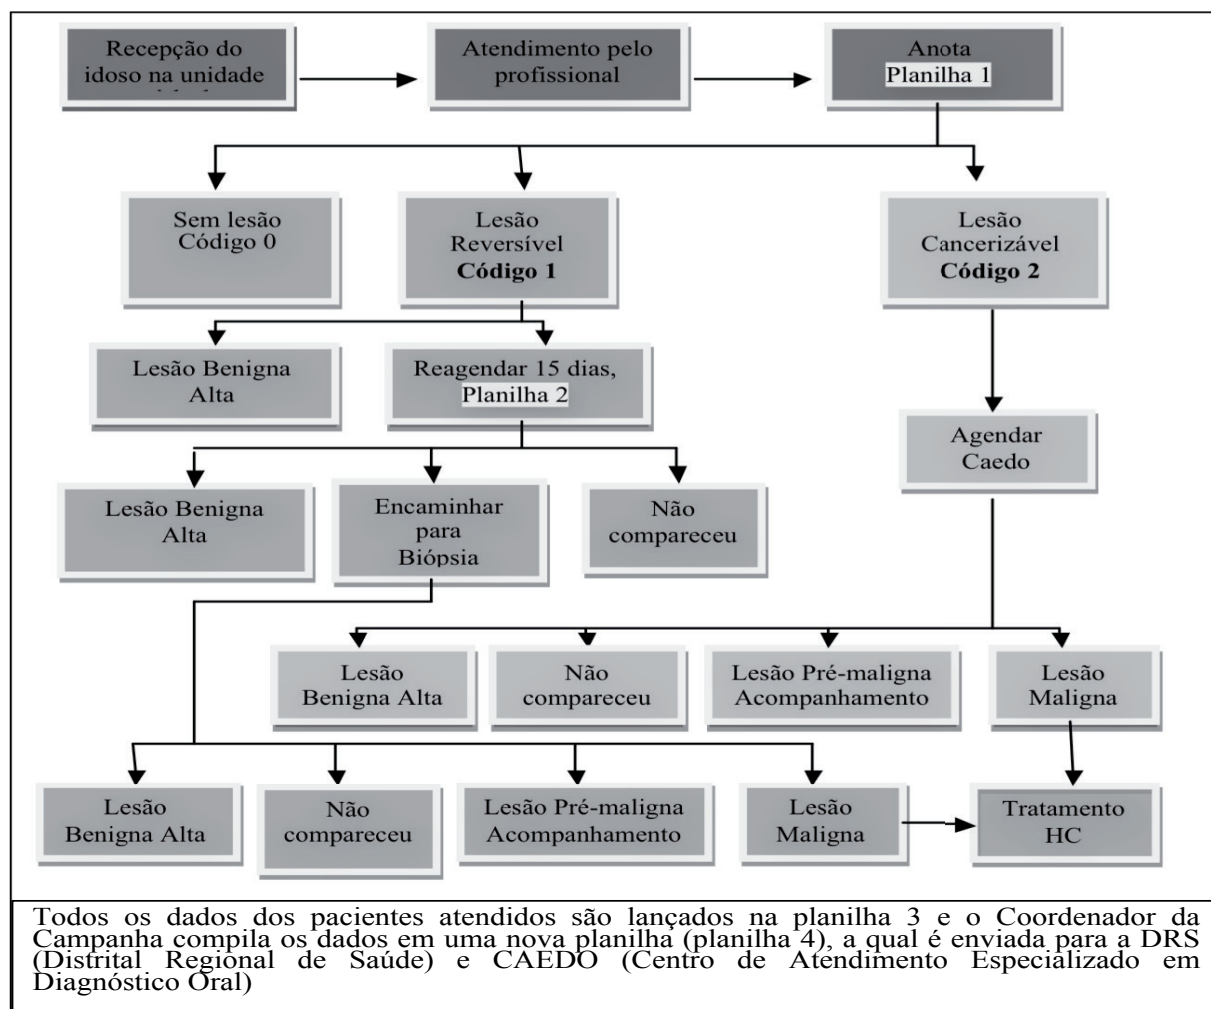 Recepção do
idoso na unidade
Atendimento pelo
profissional
Anota
Planilha 1
Sem lesão
Código 0
Lesão
Reversível
Código 1
Lesão
Cancerizável
Código 2
Lesão Benigna
Alta
Reagendar 15 dias,
Planilha 2
Agendar
Caedo
Lesão Benigna
Alta
Encaminhar
para
Biópsia
Não
compareceu
Lesão
Benigna Alta
Não
compareceu
Lesão Pré-maligna
Acompanhamento
Lesão
Maligna
Lesão
Benigna Alta
Não
compareceu
Lesão Pré-maligna
Acompanhamento
Lesão
Maligna
Tratamento
HC
Todos os dados dos pacientes atendidos são lançados na planilha 3 e o Coordenador da
Campanha compila os dados em uma nova planilha (planilha 4), a qual é enviada para a DRS
(Distrital Regional de Saúde) e CAEDO (Centro de Atendimento Especializado em
Diagnóstico Oral)